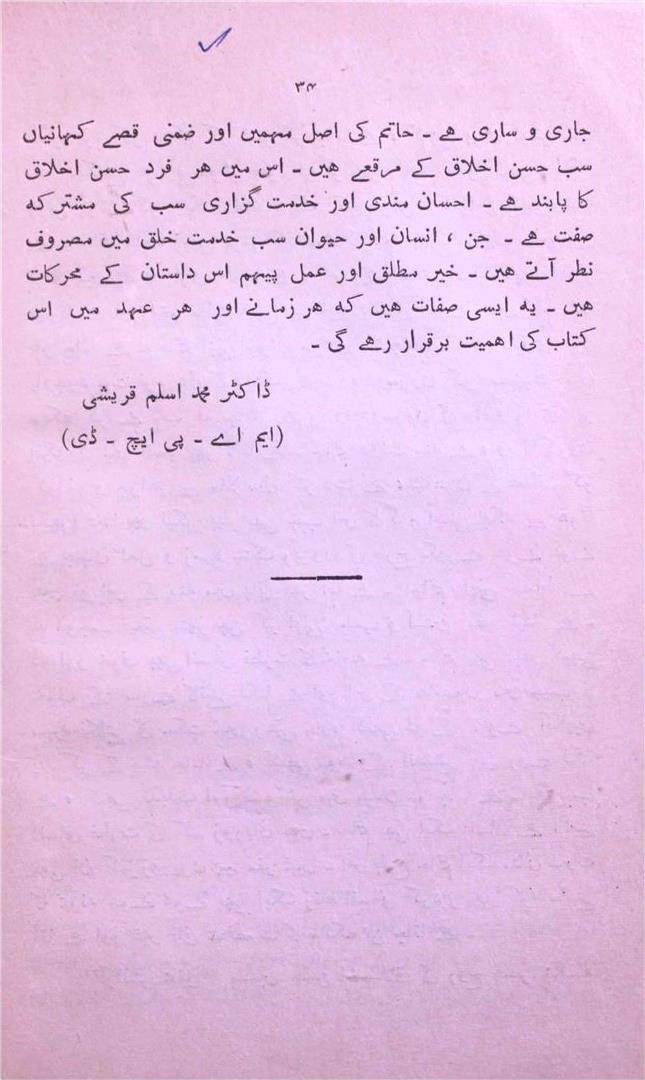 ۳۴
جاری و ساری ہے ۔ حاتم کی اصل مہمیں اور ضمنی قصے کہانیاں
سب حسن اخلاق کے مرقعے ہیں ۔ اس میں ہر فرد حسن اخلاق
کا پابند ہے ۔ احسان مندی اور خدمت گزاری سب کی مشترکہ
صفت ہے ۔ جن ، انسان اور حیوان سب خدمت خلق میں مصروف
نطر آتے ہیں ۔ خیر مطلق اور عمل پیہم اس داستان کے محرکات
ہیں ۔ یہ ایسی صفات ہیں کہ ہر زمانے اور ہر عہد میں اس
کتاب کی اہمیت برقرار رہے گی ۔
ڈاکٹر محمد اسلم قریشی
(ایم اے ۔ پی ایچ ۔ ڈی)